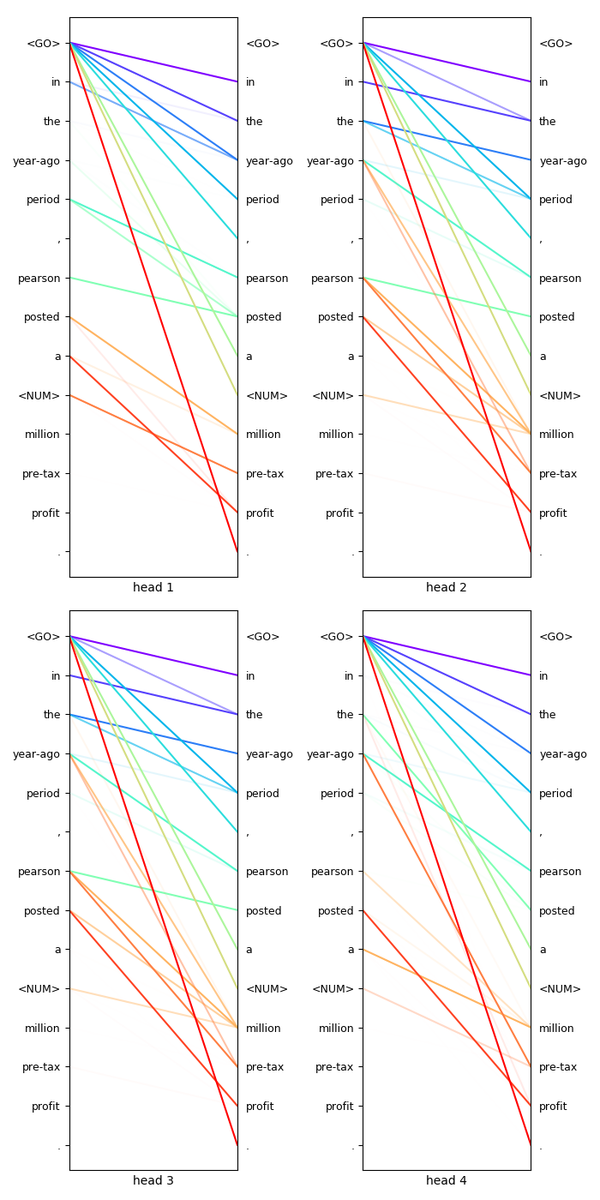 <GO> <GO> <GO> <GO>
in in in in
the the the the
year-ago year-ago year-ago year-ago
period period period period
, , , ,
pearson pearson pearson pearson
posted posted posted posted
a a a a
<NUM> <NUM> <NUM> <NUM>
million million million million
pre-tax pre-tax pre-tax pre-tax
profit profit profit profit
. . . .
head 1 head 2
<GO> <GO> <GO> <GO>
in in in in
the the the the
year-ago year-ago year-ago year-ago
period period period period
, , , ,
pearson pearson pearson pearson
posted posted posted posted
a a a a
<NUM> <NUM> <NUM> <NUM>
million million million million
pre-tax pre-tax pre-tax pre-tax
profit profit profit profit
. . . .
head 3 head 4